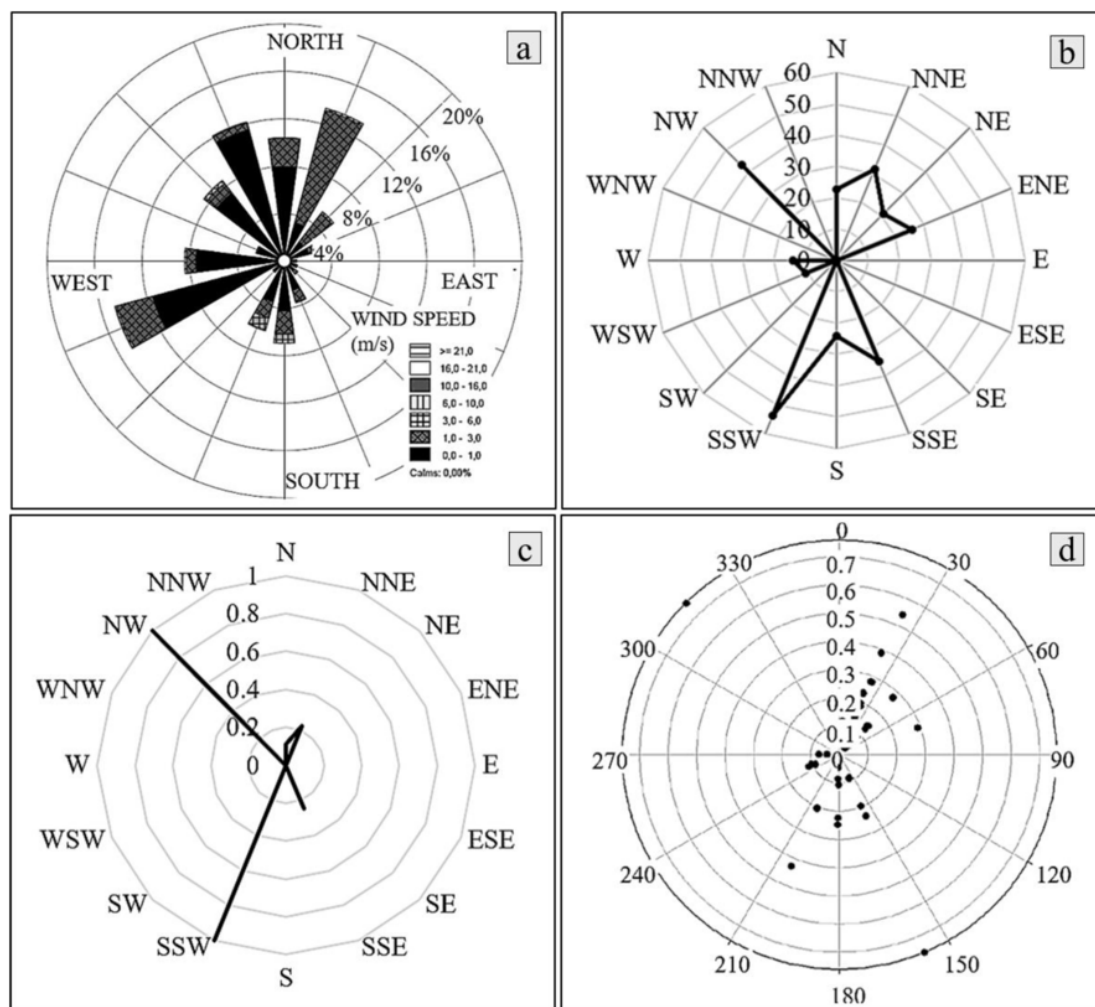 a
NORTH
20%
16%
12%
8%
4%
WEST
EAST
WIND SPEED
(m/s)
>= 21,0
16,0 - 21,0
10,0 - 16,0
6,0 - 10,0
3,0 - 6,0
1,0 - 3,0
0,0 - 1,0
Calms: 0,00%
SOUTH
b
N
NNW
NNE
NW
NE
WNW
ENE
W
E
WSW
ESE
SW
SE
SSW
SSE
S
60
50
40
30
20
10
0
c
N
NNW
NNE
NW
NE
WNW
ENE
W
E
WSW
ESE
SW
SE
SSW
SSE
S
1
0.8
0.6
0.4
0.2
0
d
0
330
30
300
60
270
90
240
120
210
150
180
0.7
0.6
0.5
0.4
0.3
0.2
0.1
0